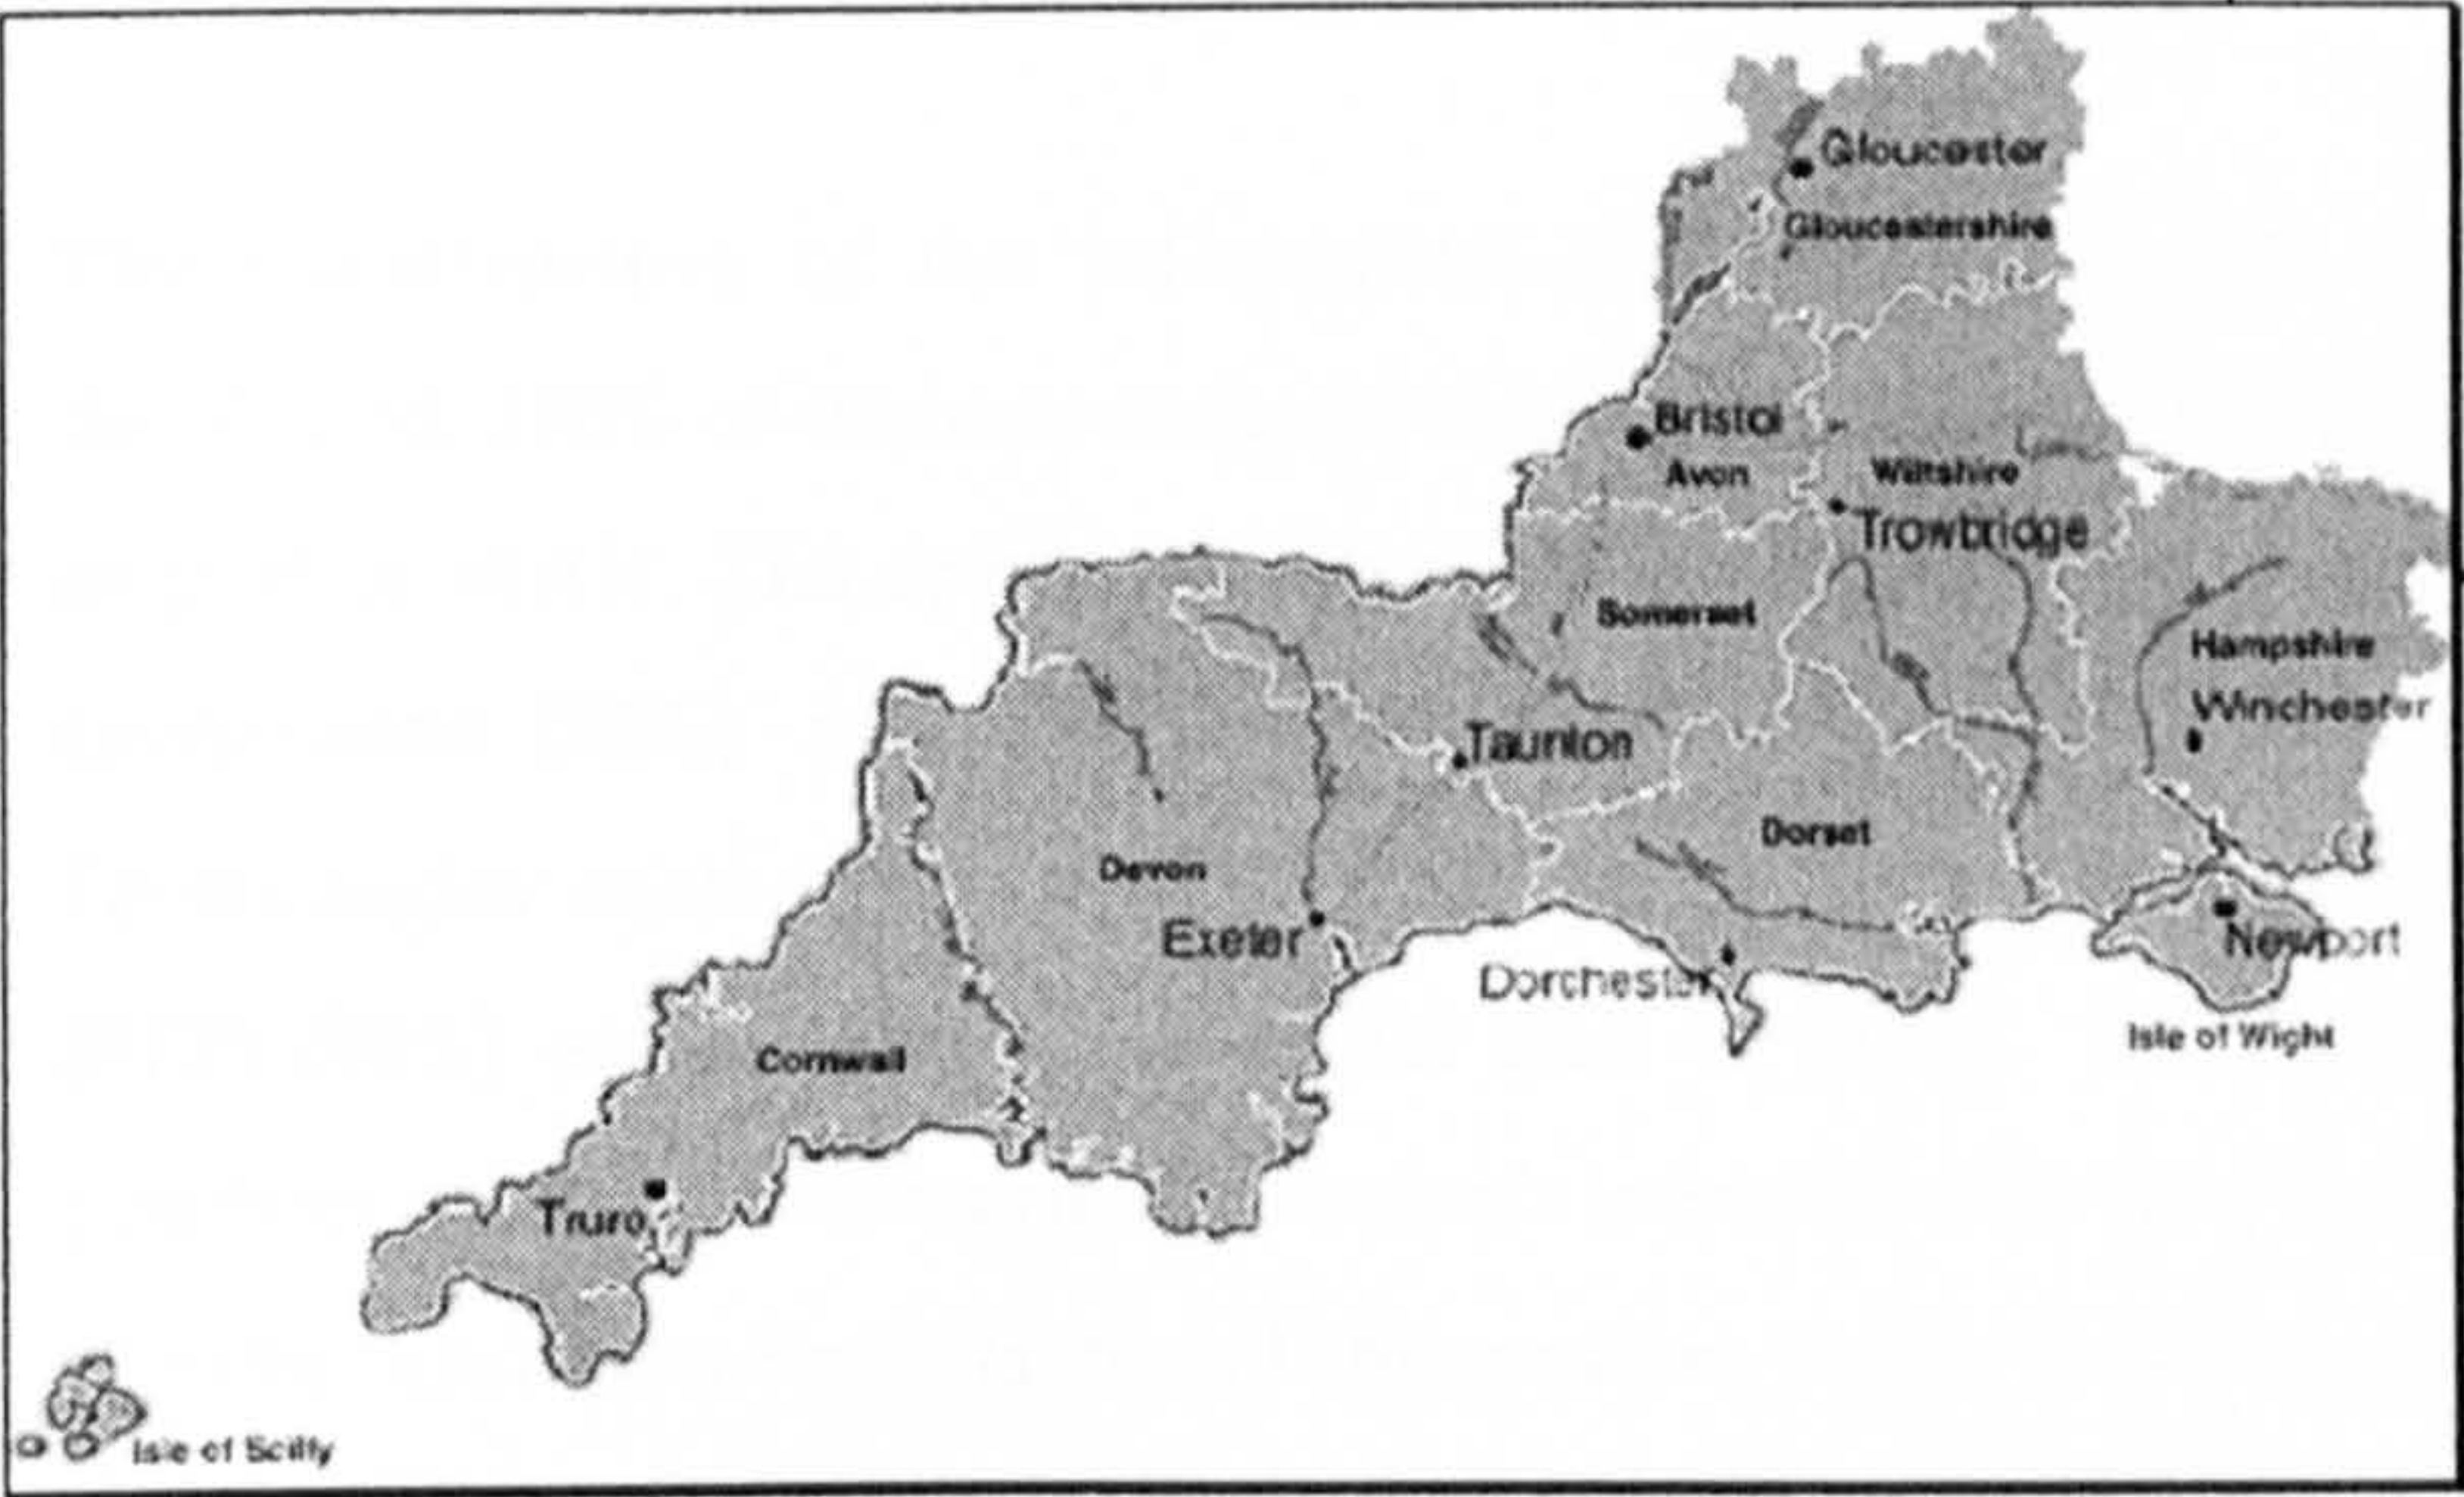 Gloucester
Gloucestershire
Bristol
Avon
Wiltshire
Trowbridge
Somerset
Hampshire
Winchester
Taunton
Dorset
Devon
Exeter
Newport
Dorchester
Isle of Wight
Cornwall
Truro
Isle of Scilly